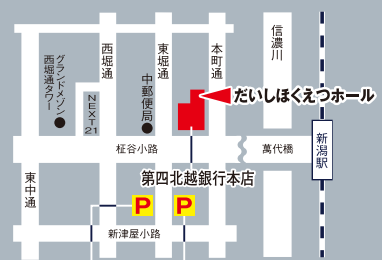 西堀通
東堀通
本町通
信濃川
グランドメゾン
西堀通タワー
NEXT
21
中郵便局
だいしほくえつホール
新潟駅
柾谷小路
萬代橋
東中通
第四北越銀行本店
P
P
新津屋小路